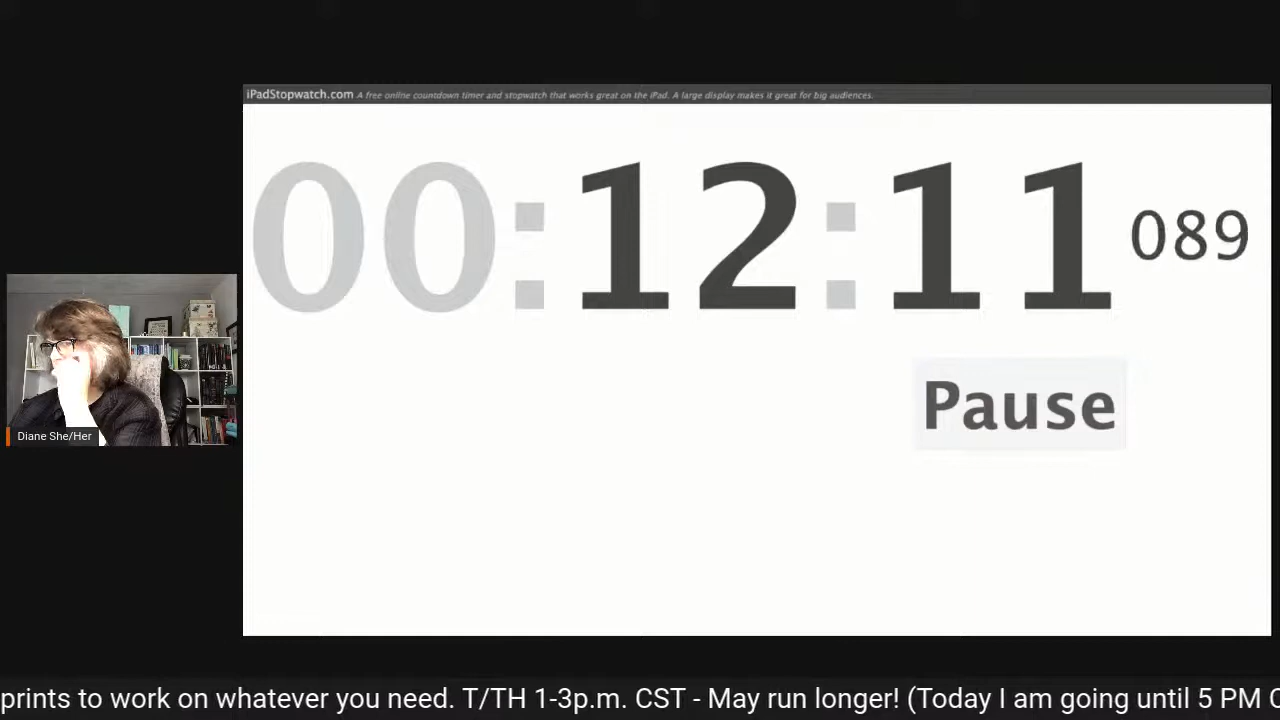 iPadStopwatch.com A free online countdown timer and stopwatch that works great on the iPad. A large display makes it great for big audiences.
00:12:11 089
Pause
Diane She/Her
prints to work on whatever you need. T/TH 1-3p.m. CST - May run longer! (Today I am going until 5 PM C